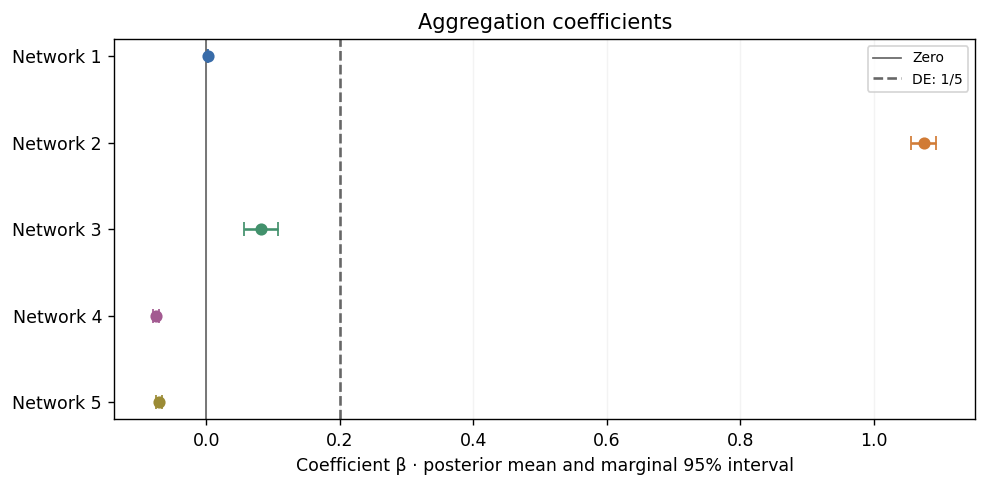 Aggregation coefficients
Network 1
Network 2
Network 3
Network 4
Network 5
Zero
DE: 1/5
0.0 0.2 0.4 0.6 0.8 1.0
Coefficient β · posterior mean and marginal 95% interval